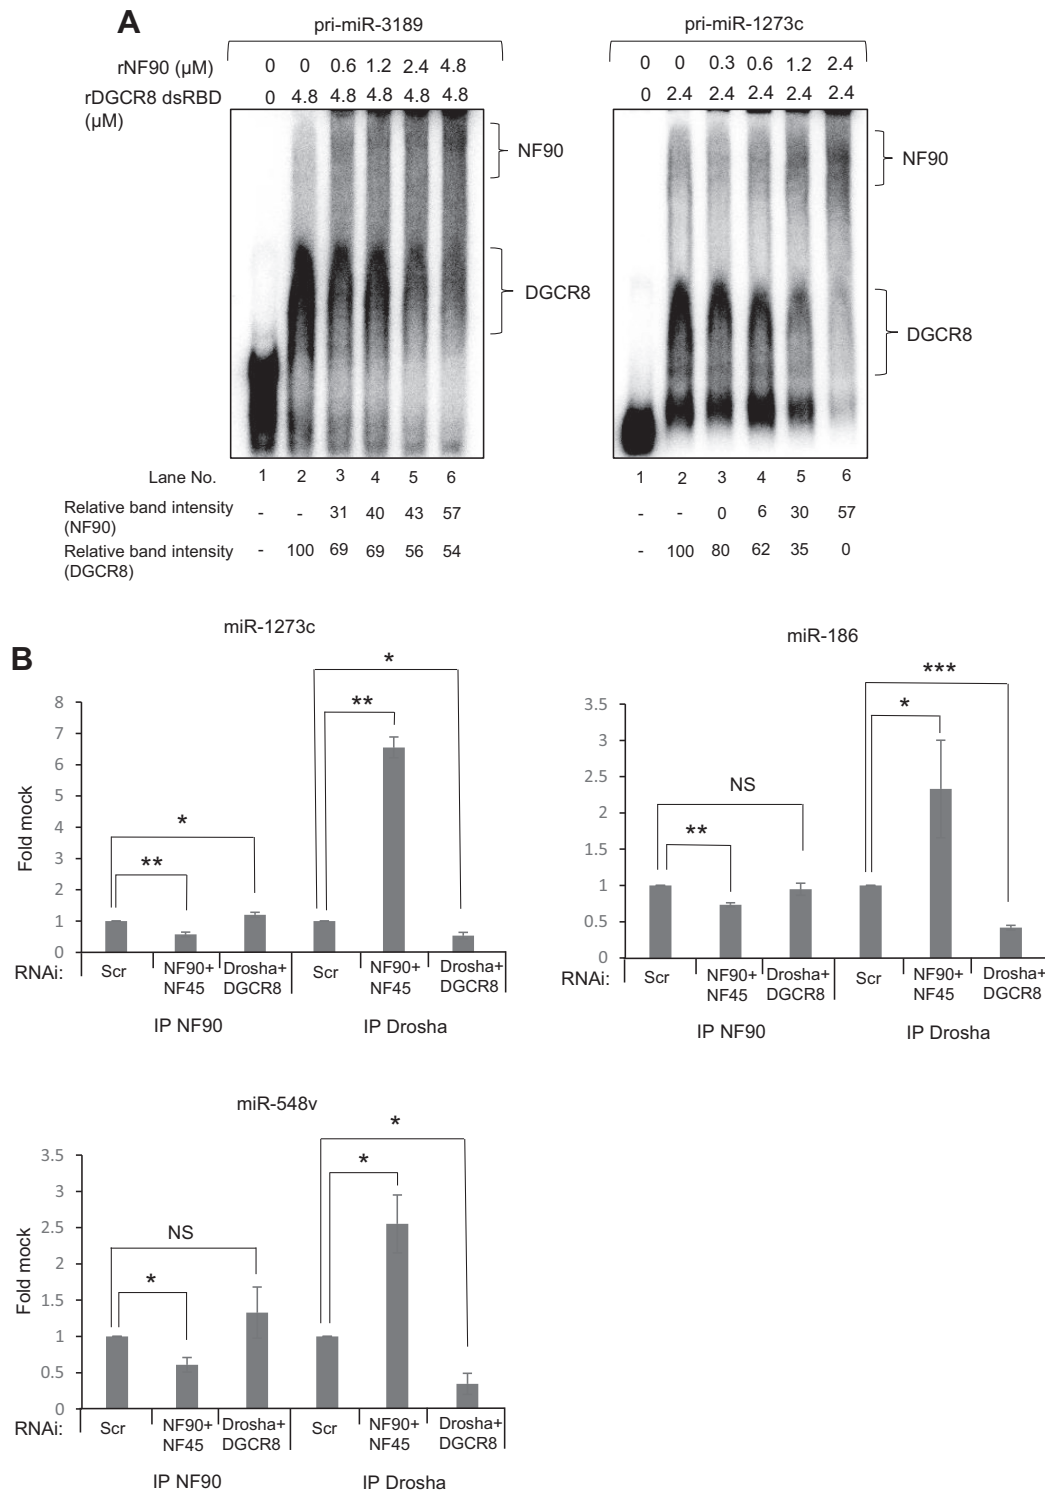 A
pri-miR-3189
pri-miR-1273c
rNF90 (µM) 0 0 0.6 1.2 2.4 4.8
0 0 0.3 0.6 1.2 2.4
rDGCR8 dsRBD (µM) 0 4.8 4.8 4.8 4.8 4.8
0 2.4 2.4 2.4 2.4 2.4
NF90
DGCR8
NF90
DGCR8
Lane No. 1 2 3 4 5 6
1 2 3 4 5 6
Relative band intensity (NF90) - - 31 40 43 57
- - 0 6 30 57
Relative band intensity (DGCR8) - 100 69 69 56 54
- 100 80 62 35 0
B
miR-1273c
Fold mock
8
7
6
5
4
3
2
1
0
**
*
**
*
RNAi: Scr NF90+ NF45 Drosha+ DGCR8 Scr NF90+ NF45 Drosha+ DGCR8
IP NF90 IP Drosha
miR-186
3.5
3
2.5
2
1.5
1
0.5
0
**
NS
*
***
RNAi: Scr NF90+ NF45 Drosha+ DGCR8 Scr NF90+ NF45 Drosha+ DGCR8
IP NF90 IP Drosha
miR-548v
Fold mock
3.5
3
2.5
2
1.5
1
0.5
0
*
NS
*
*
RNAi: Scr NF90+ NF45 Drosha+ DGCR8 Scr NF90+ NF45 Drosha+ DGCR8
IP NF90 IP Drosha